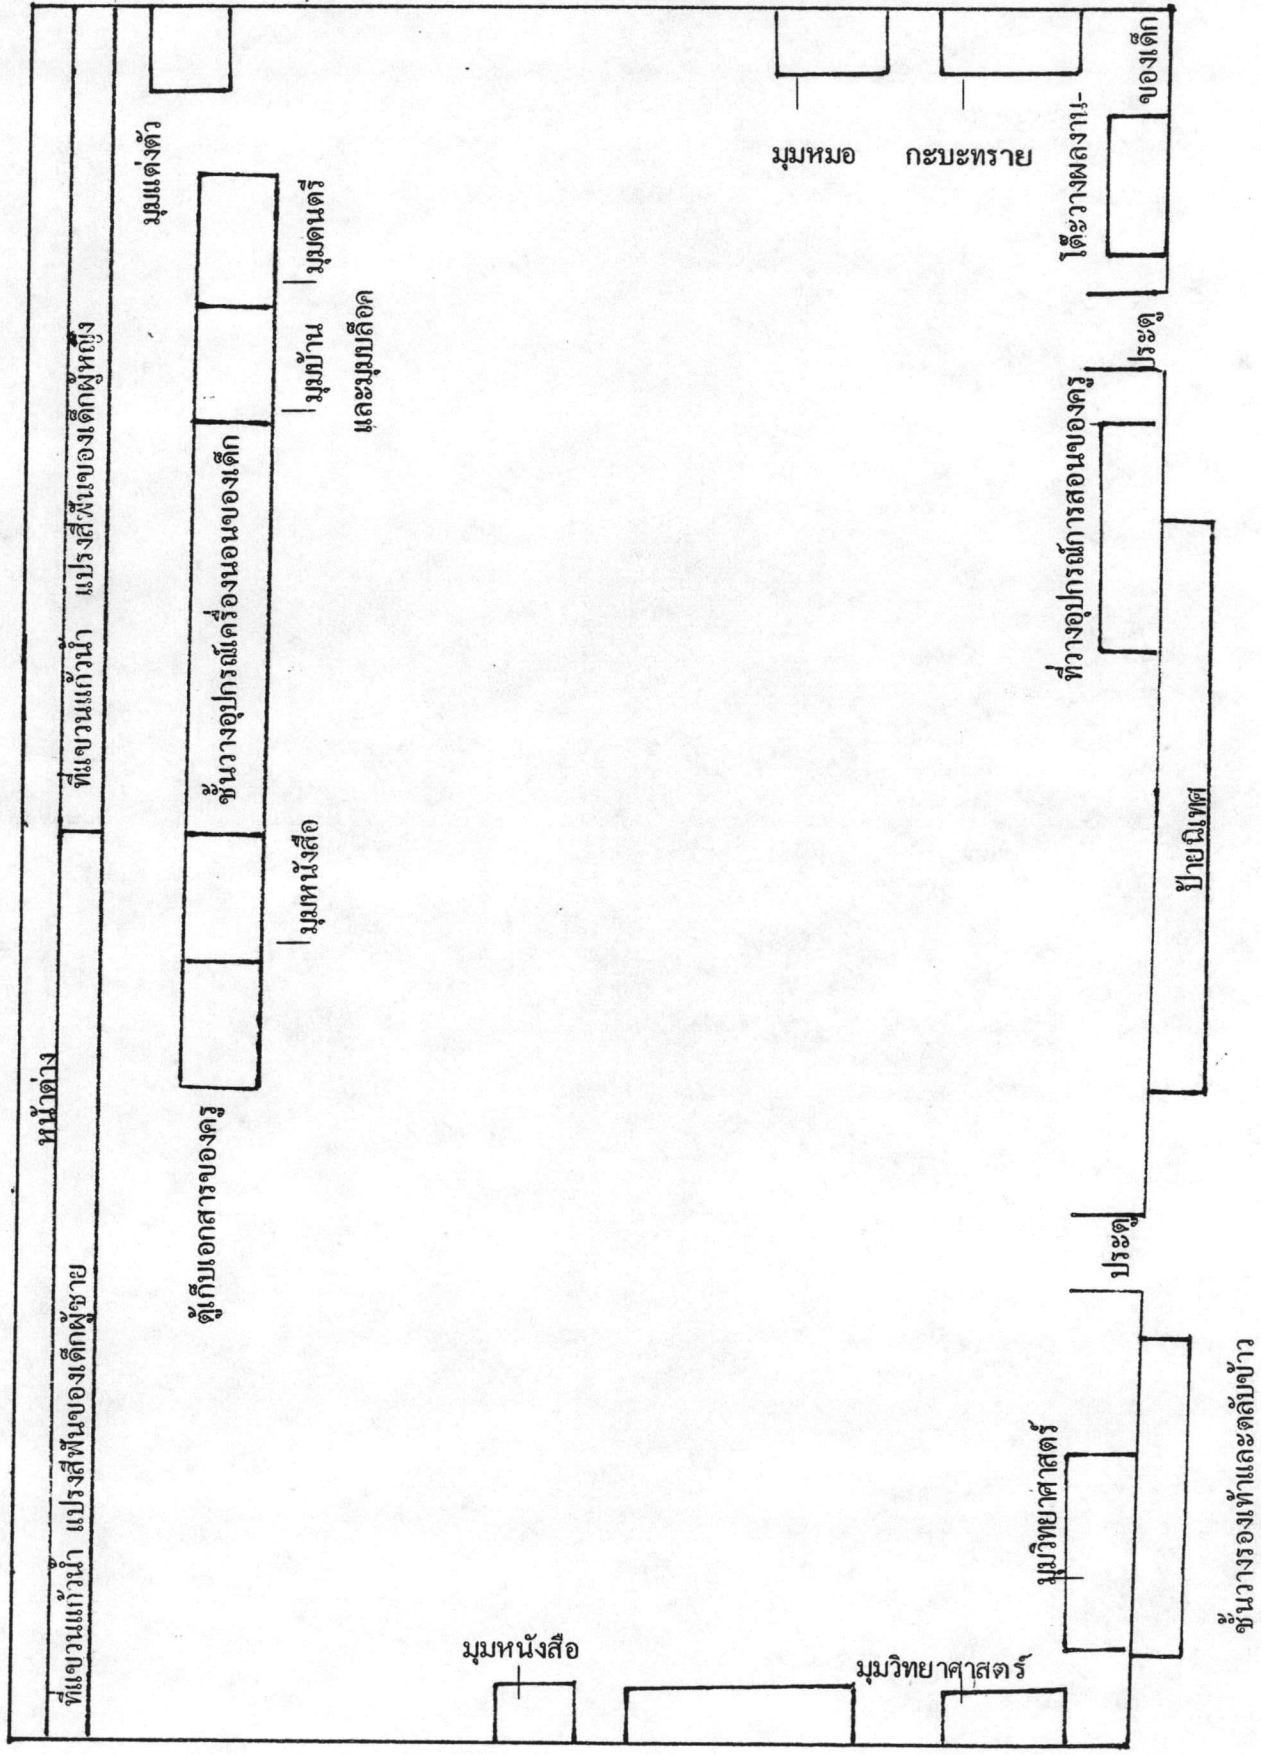 หน้าต่าง
ที่แขวนแก้วน้ำ แปรงสีฟันของเด็กผู้ชาย
ที่แขวนแก้วน้ำ แปรงสีฟันของเด็กผู้หญิง
มุมแต่งตัว
ตู้เก็บเอกสารของครู
ชั้นวางอุปกรณ์เครื่องนอนของเด็ก
มุมหนังสือ
มุมบ้าน
และมุมบล็อค
มุมดนตรี
มุมหมอ
กะบะทราย
โต๊ะวางผลงาน-
ของเด็ก
ประตู
ที่วางอุปกรณ์การสอนของครู
ป้ายนิเทศ
ประตู
มุมวิทยาศาสตร์
ชั้นวางรองเท้าและตลับข้าว
มุมหนังสือ
มุมวิทยาศาสตร์